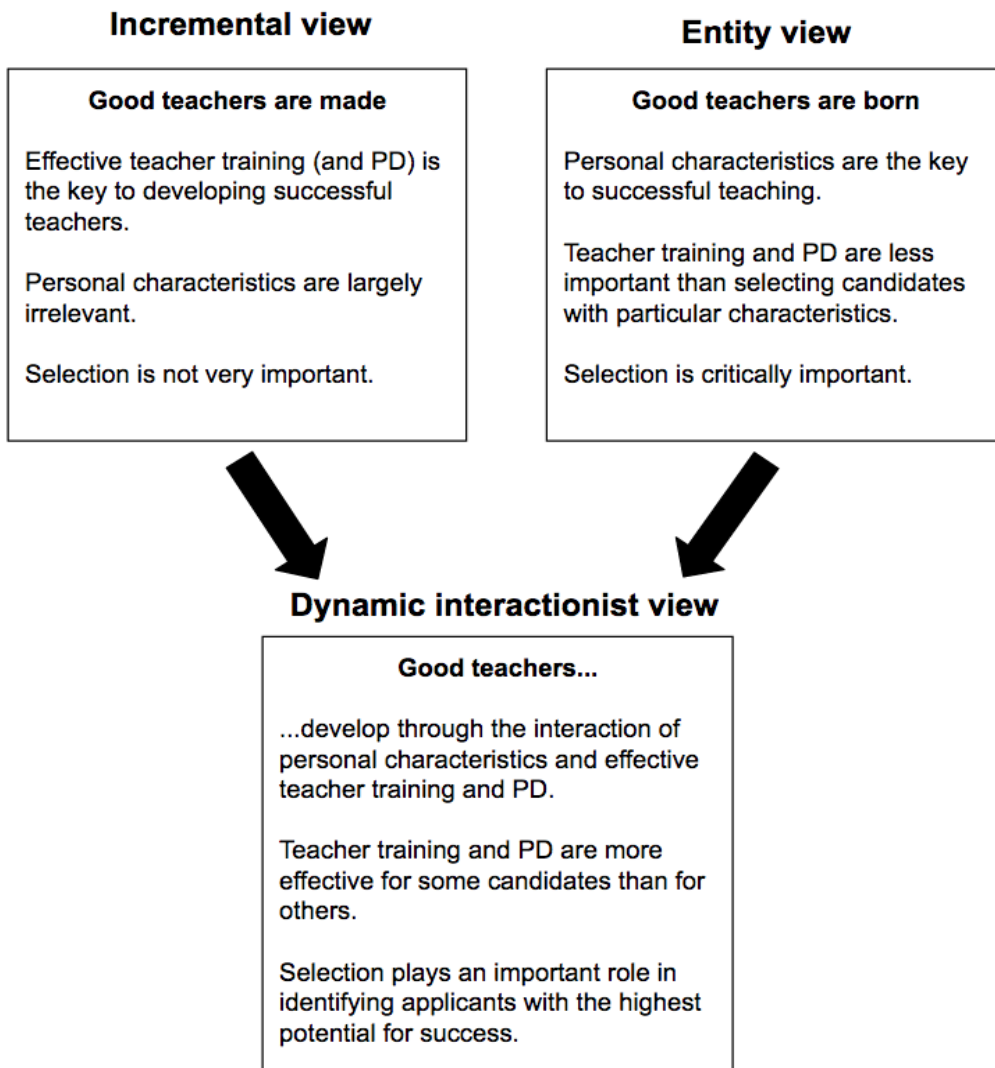 Incremental view
Good teachers are made
Effective teacher training (and PD) is
the key to developing successful
teachers.
Personal characteristics are largely
irrelevant.
Selection is not very important.
Entity view
Good teachers are born
Personal characteristics are the key
to successful teaching.
Teacher training and PD are less
important than selecting candidates
with particular characteristics.
Selection is critically important.
Dynamic interactionist view
Good teachers...
...develop through the interaction of
personal characteristics and effective
teacher training and PD.
Teacher training and PD are more
effective for some candidates than for
others.
Selection plays an important role in
identifying applicants with the highest
potential for success.